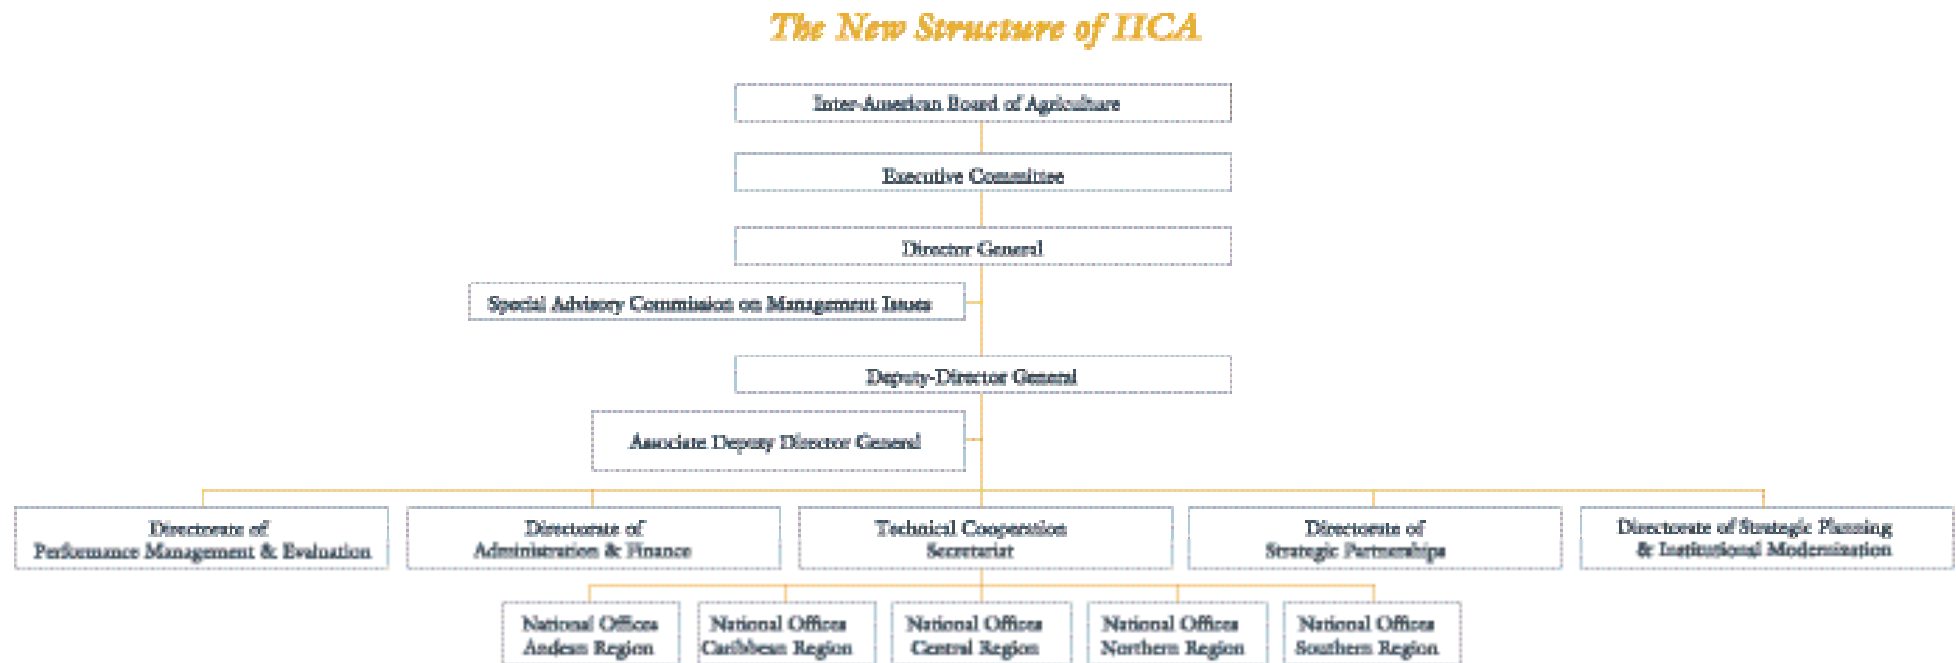 The New Structure of IICA
Inter-American Board of Agriculture
Executive Committee
Director General
Special Advisory Commission on Management Issues
Deputy-Director General
Associate Deputy Director General
Directorate of
Performance Management & Evaluation
Directorate of
Administration & Finance
Technical Cooperation
Secretariat
Directorate of
Strategic Partnerships
Directorate of Strategic Planning
& Institutional Modernization
National Offices
Andean Region
National Offices
Caribbean Region
National Offices
Central Region
National Offices
Northern Region
National Offices
Southern Region